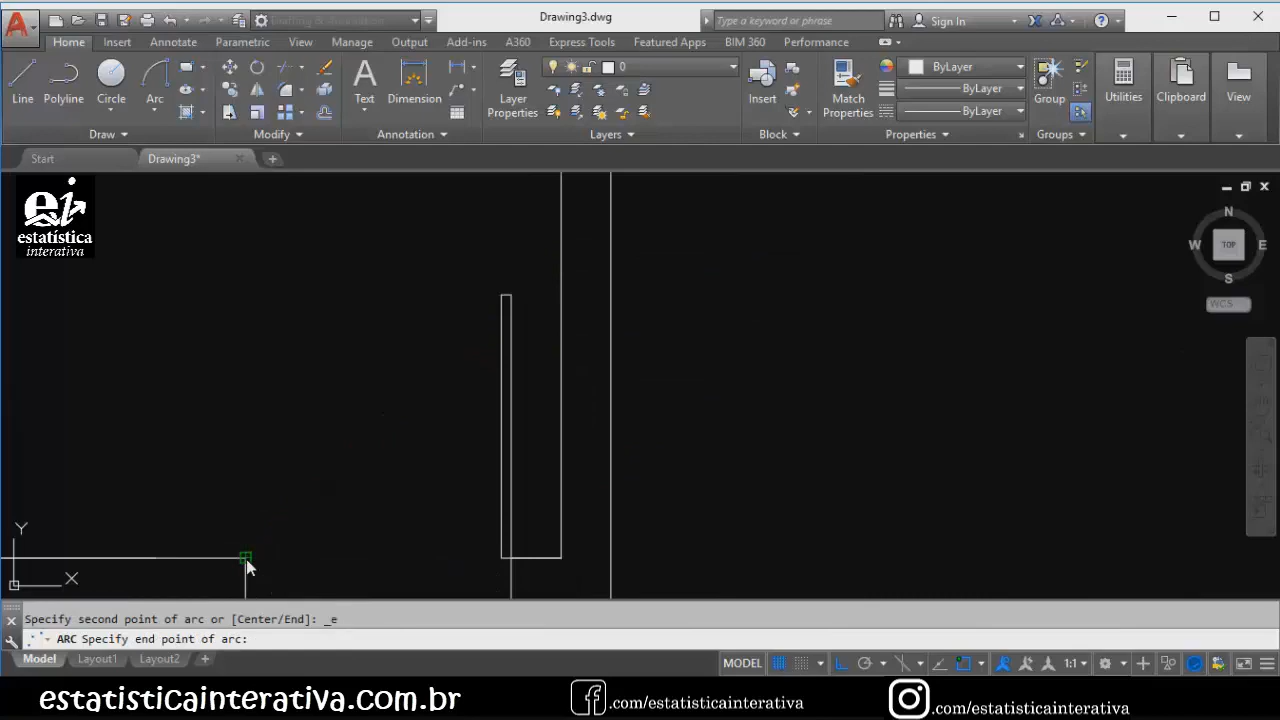 Drawing3.dwg
Type a keyword or phrase
Sign In
Home Insert Annotate Parametric View Manage Output Add-ins A360 Express Tools Featured Apps BIM 360 Performance
Line Polyline Circle Arc
Text Dimension
Layer Properties
0
Insert
Match Properties
ByLayer
ByLayer
ByLayer
Group
Utilities
Clipboard
View
Draw
Modify
Annotation
Layers
Block
Properties
Groups
Start
Drawing3*
ei
estatística
interativa
N
W TOP E
S
WCS
Y
X
Specify second point of arc or [Center/End]: _e
ARC Specify end point of arc:
Model Layout1 Layout2
MODEL
1:1
estatisticainterativa.com.br
.com/estatisticainterativa
.com/estatisticainterativa